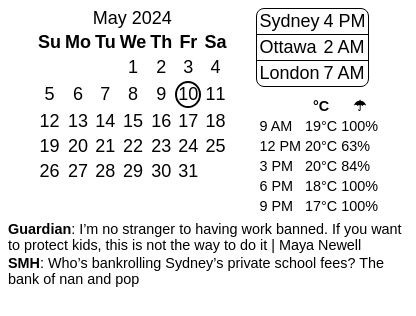 May 2024
Su Mo Tu We Th Fr Sa
1 2 3 4
5 6 7 8 9 10 11
12 13 14 15 16 17 18
19 20 21 22 23 24 25
26 27 28 29 30 31
Sydney 4 PM
Ottawa 2 AM
London 7 AM
°C ☂
9 AM 19°C 100%
12 PM 20°C 63%
3 PM 20°C 84%
6 PM 18°C 100%
9 PM 17°C 100%
Guardian: I’m no stranger to having work banned. If you want
to protect kids, this is not the way to do it | Maya Newell
SMH: Who’s bankrolling Sydney’s private school fees? The
bank of nan and pop